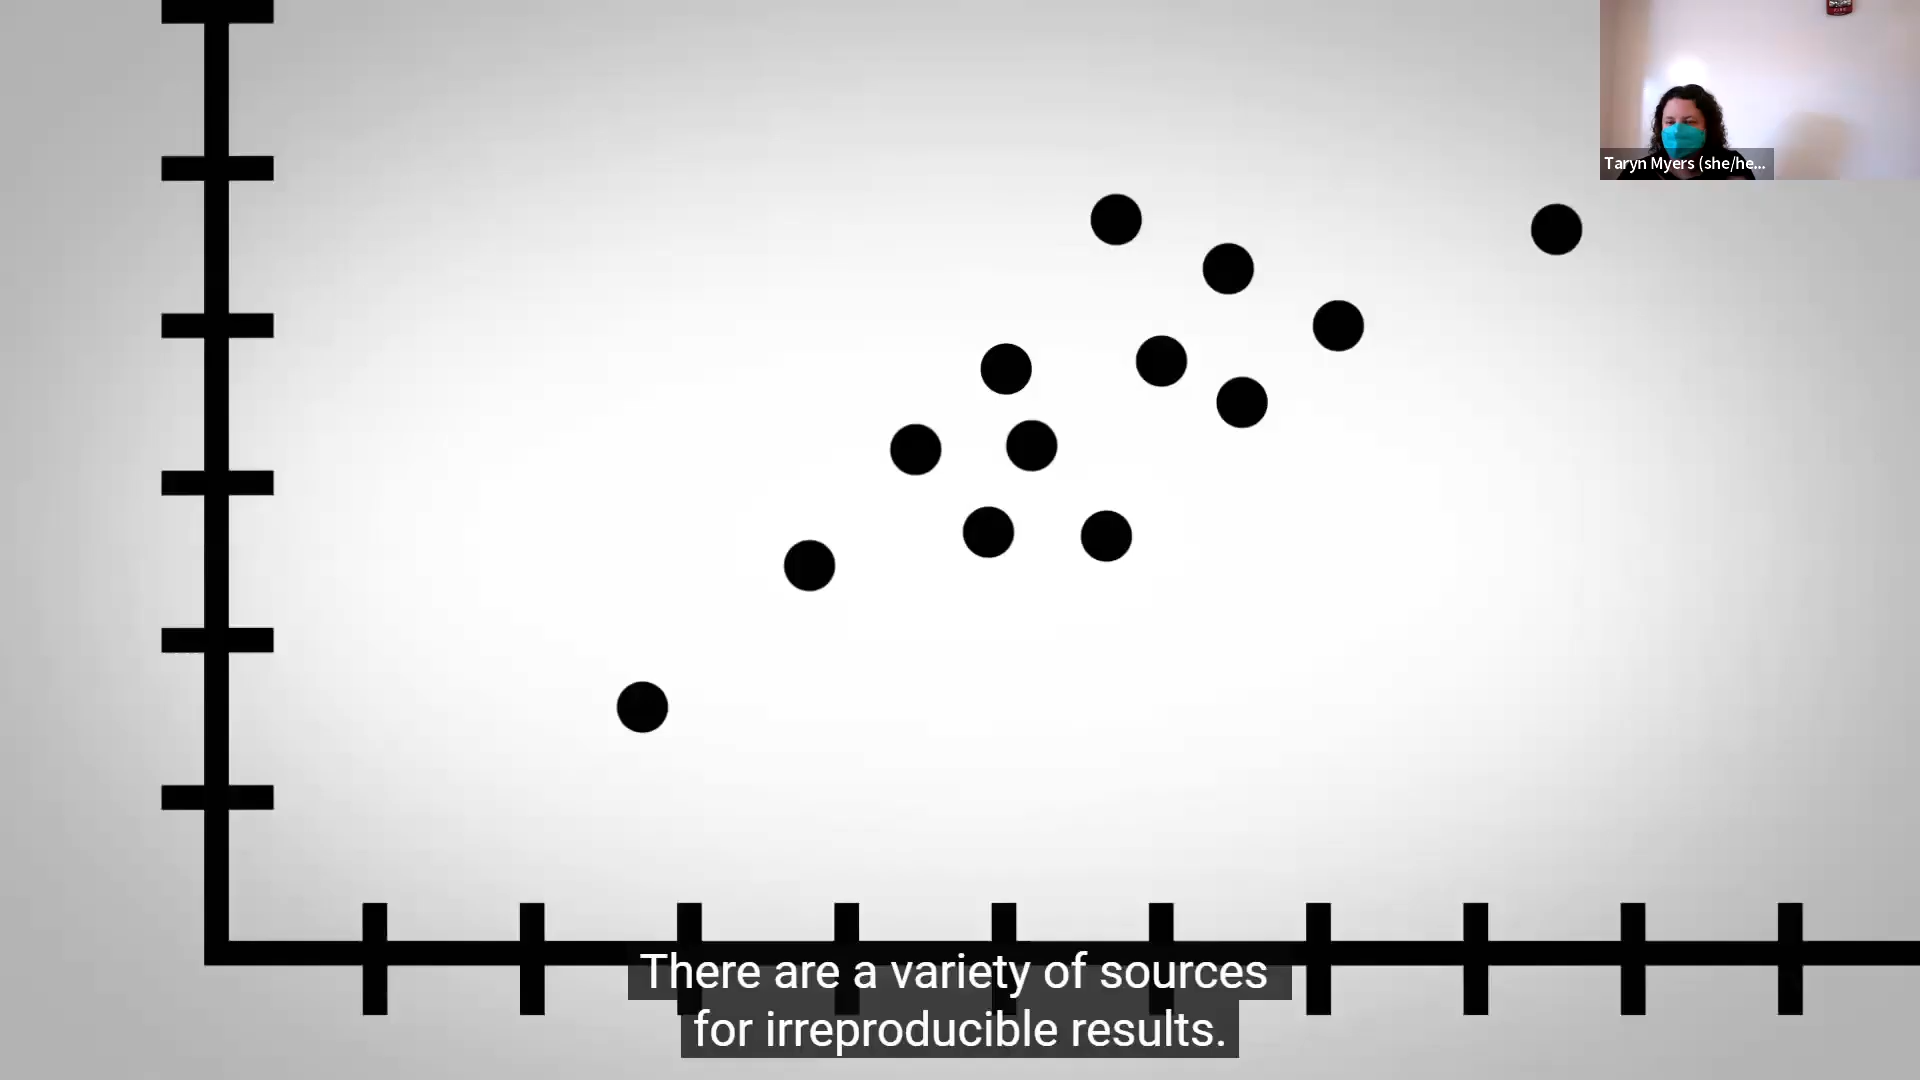 Taryn Myers (she/he...
There are a variety of sources
for irreproducible results.